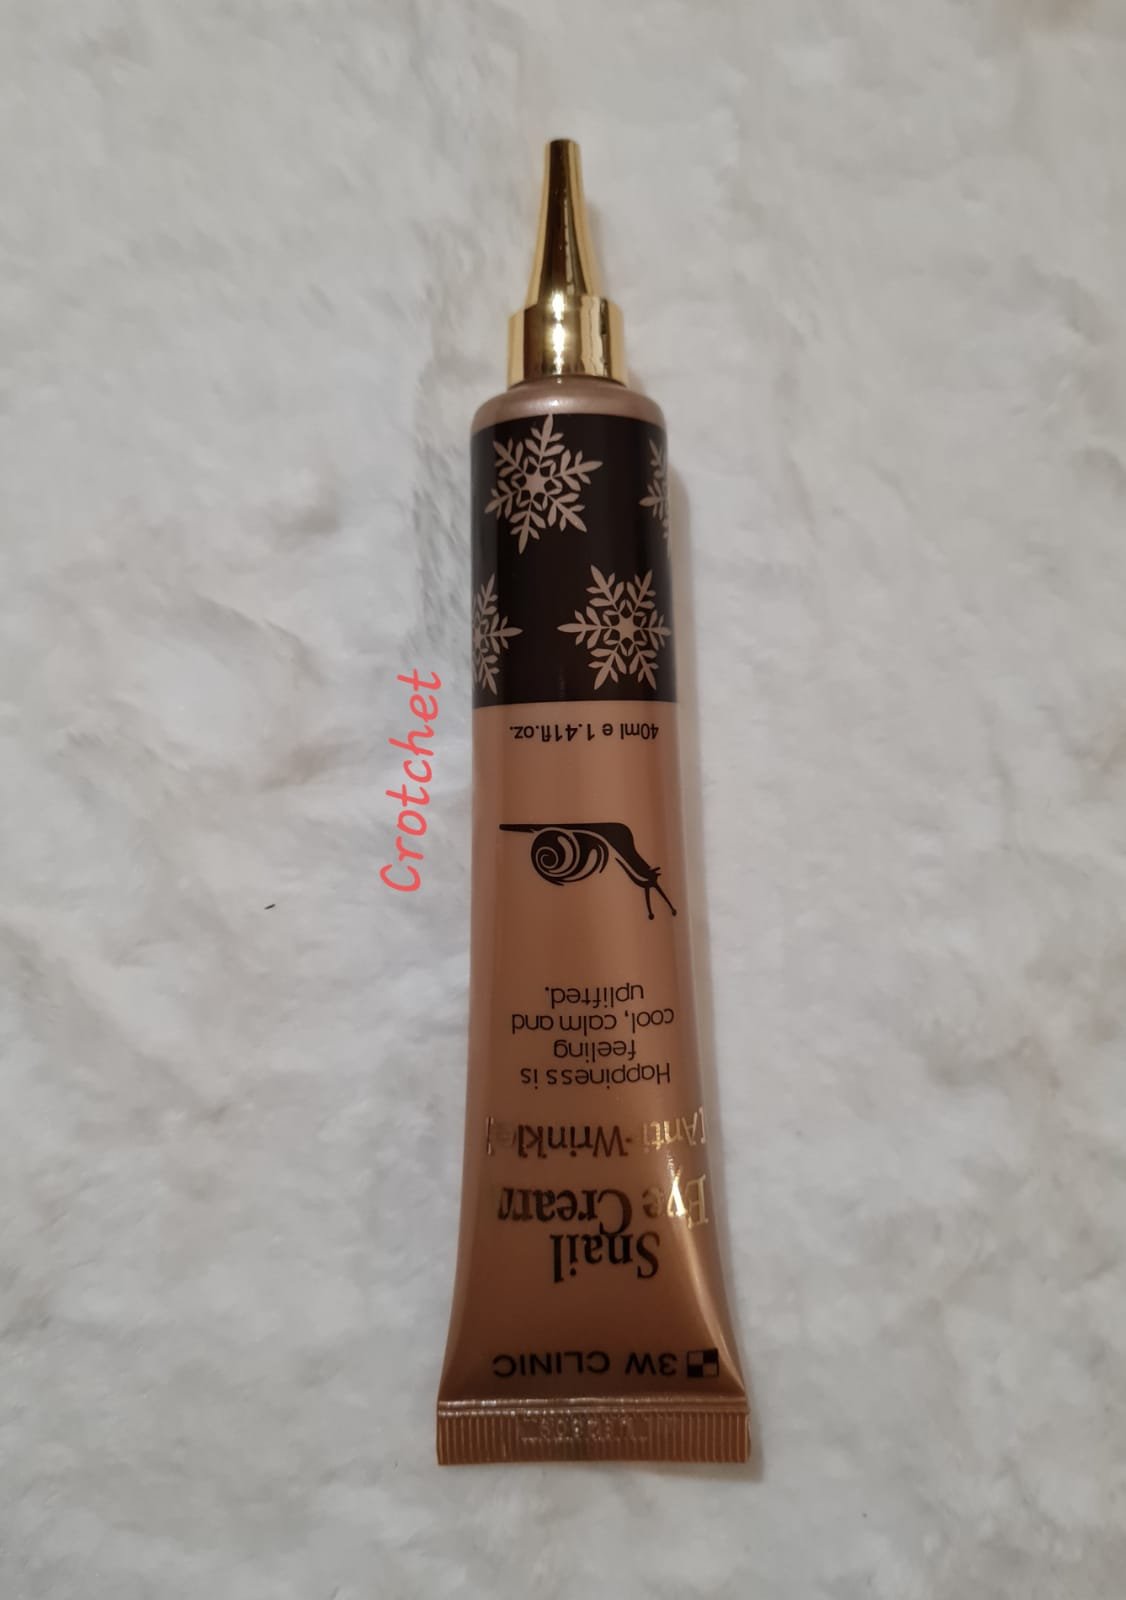 Crotchet
3W CLINIC
Snail
Eye Cream
[Anti-Wrinkle]
Happiness is
feeling
cool, calm and
uplifted.
40ml e 1.41fl.oz.